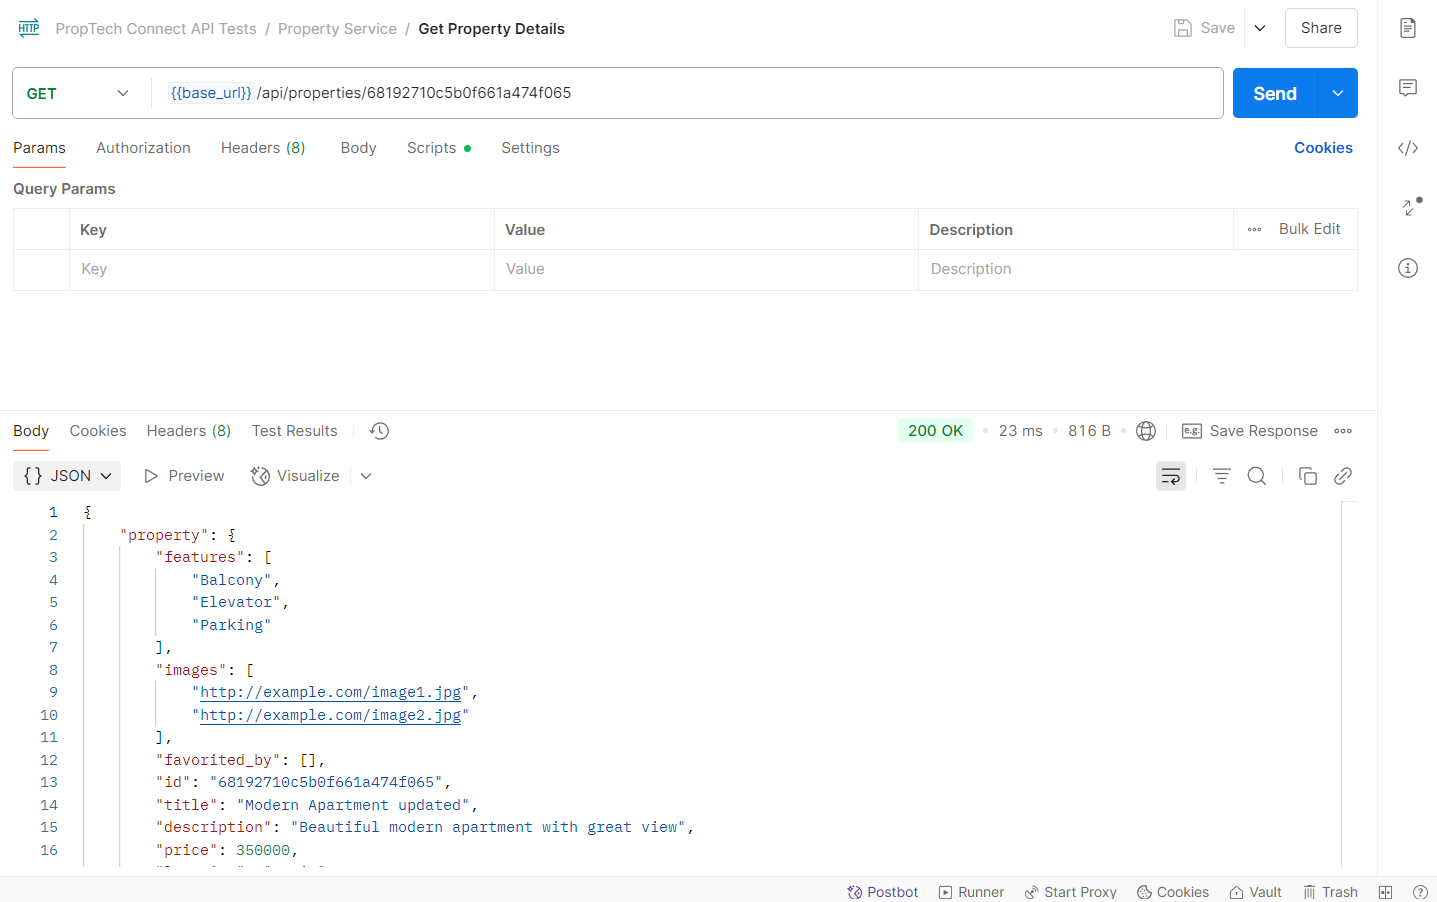 HTTP PropTech Connect API Tests / Property Service / Get Property Details Save Share
GET {{base_url}}/api/properties/68192710c5b0f661a474f065 Send
Params Authorization Headers (8) Body Scripts Settings Cookies
Query Params
Key Value Description Bulk Edit
Key Value Description
Body Cookies Headers (8) Test Results 200 OK 23 ms 816 B e.g. Save Response
{} JSON Preview Visualize
1 {
2 "property": {
3 "features": [
4 "Balcony",
5 "Elevator",
6 "Parking"
7 ],
8 "images": [
9 "http://example.com/image1.jpg",
10 "http://example.com/image2.jpg"
11 ],
12 "favorited_by": [],
13 "id": "68192710c5b0f661a474f065",
14 "title": "Modern Apartment updated",
15 "description": "Beautiful modern apartment with great view",
16 "price": 350000,
Postbot Runner Start Proxy Cookies Vault Trash